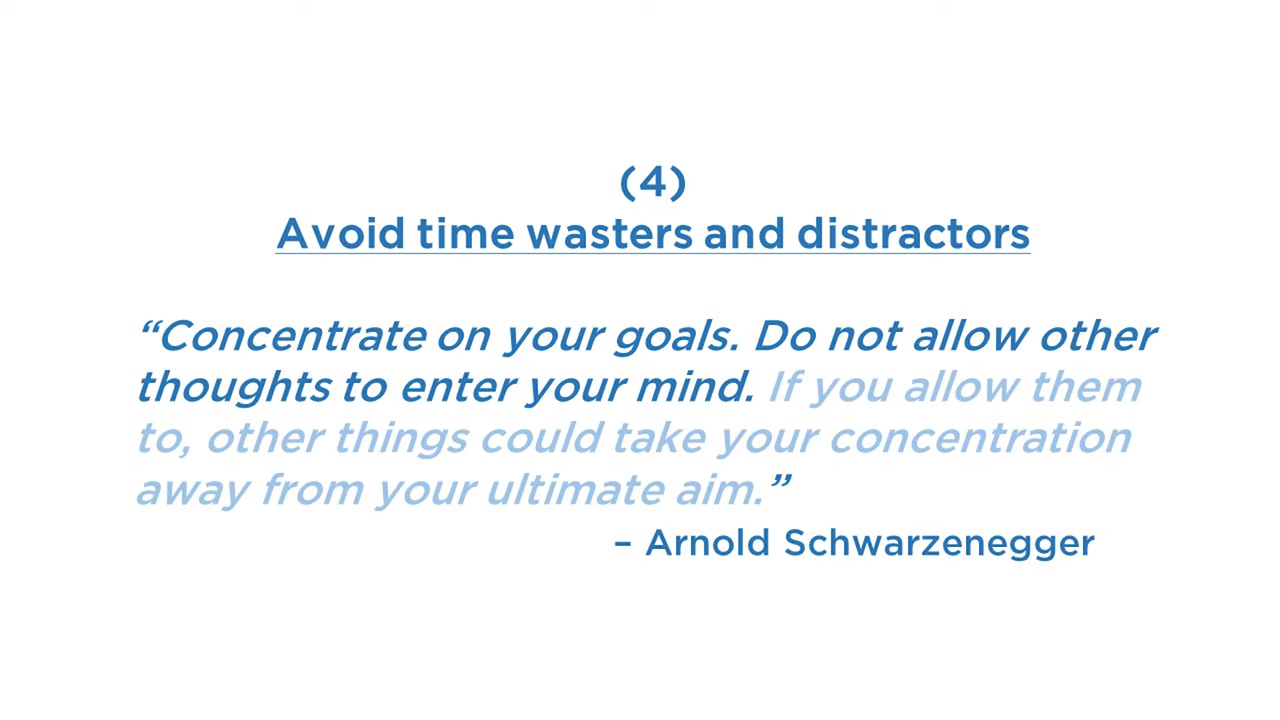 (4)
Avoid time wasters and distractors
“Concentrate on your goals. Do not allow other
thoughts to enter your mind. If you allow them
to, other things could take your concentration
away from your ultimate aim.”
– Arnold Schwarzenegger